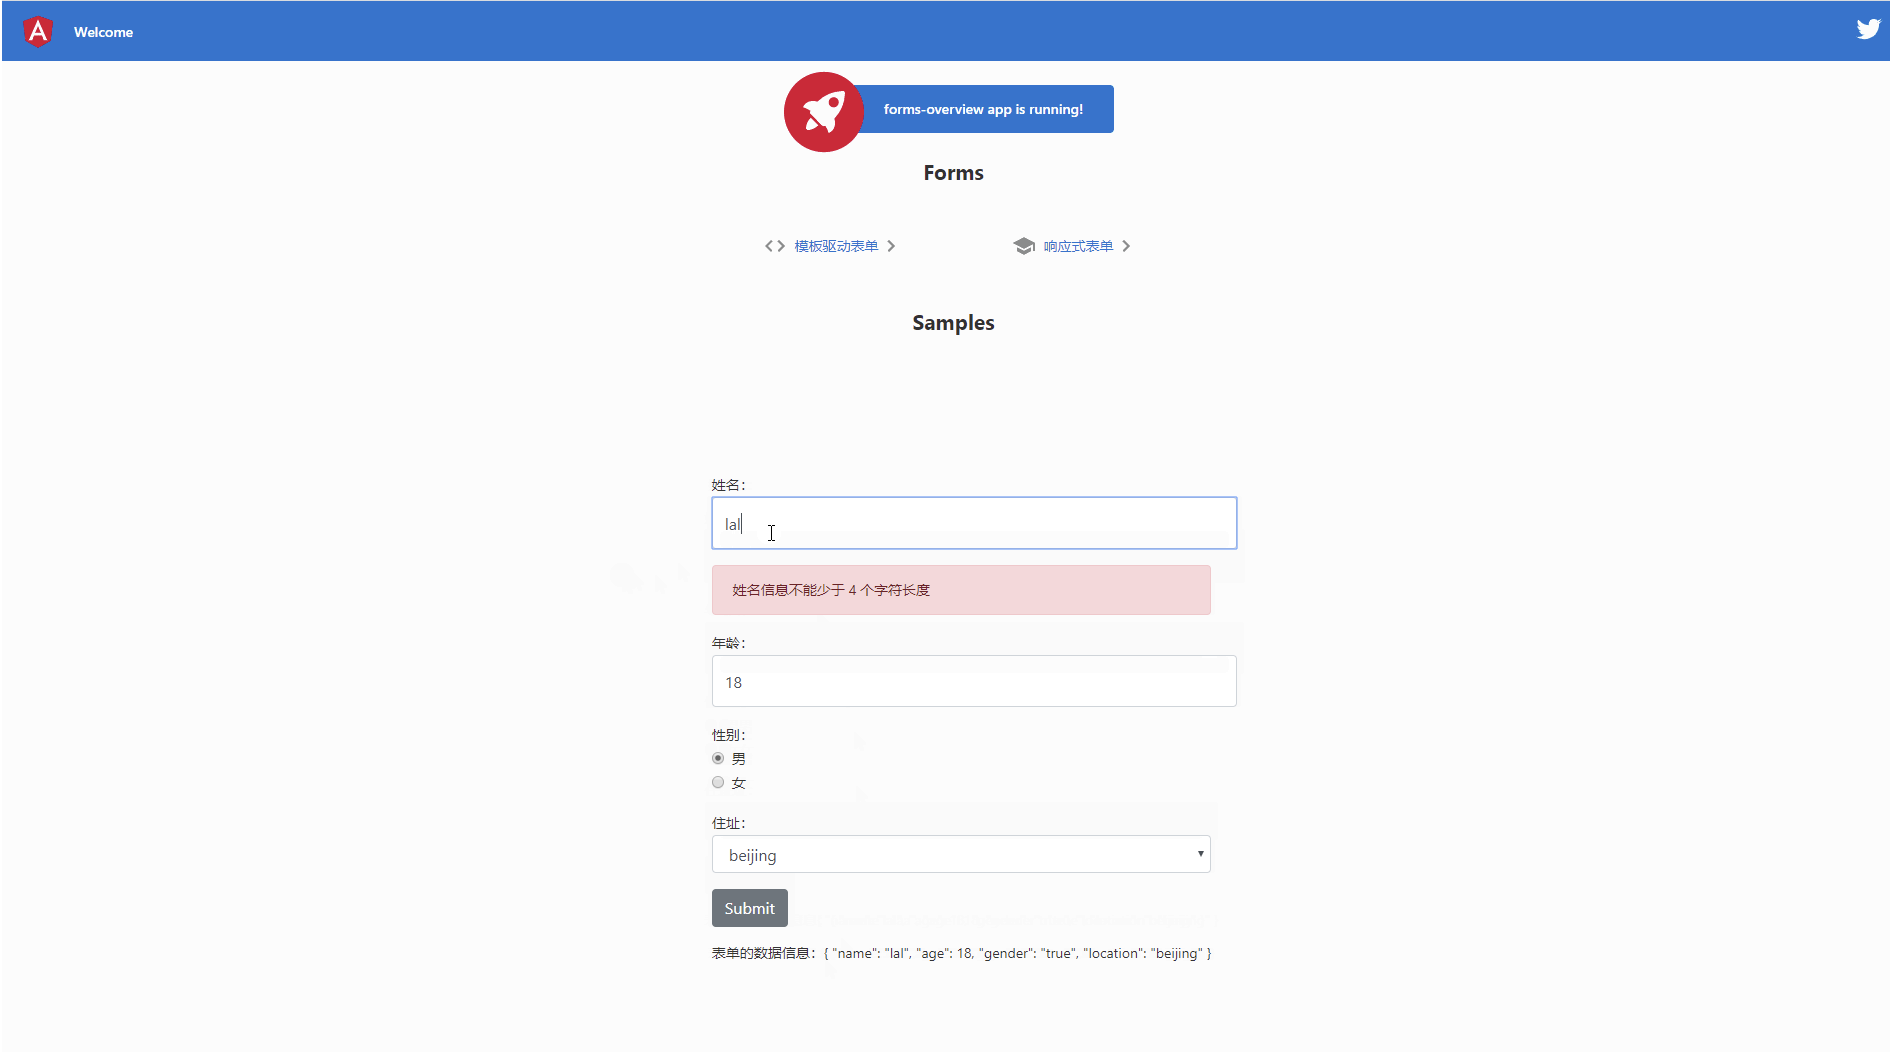 Welcome
forms-overview app is running!
Forms
模板驱动表单 响应式表单
Samples
姓名：
lal
姓名信息不能少于 4 个字符长度
年龄：
18
性别：
男
女
住址：
beijing
Submit
表单的数据信息：{ "name": "lal", "age": 18, "gender": "true", "location": "beijing" }